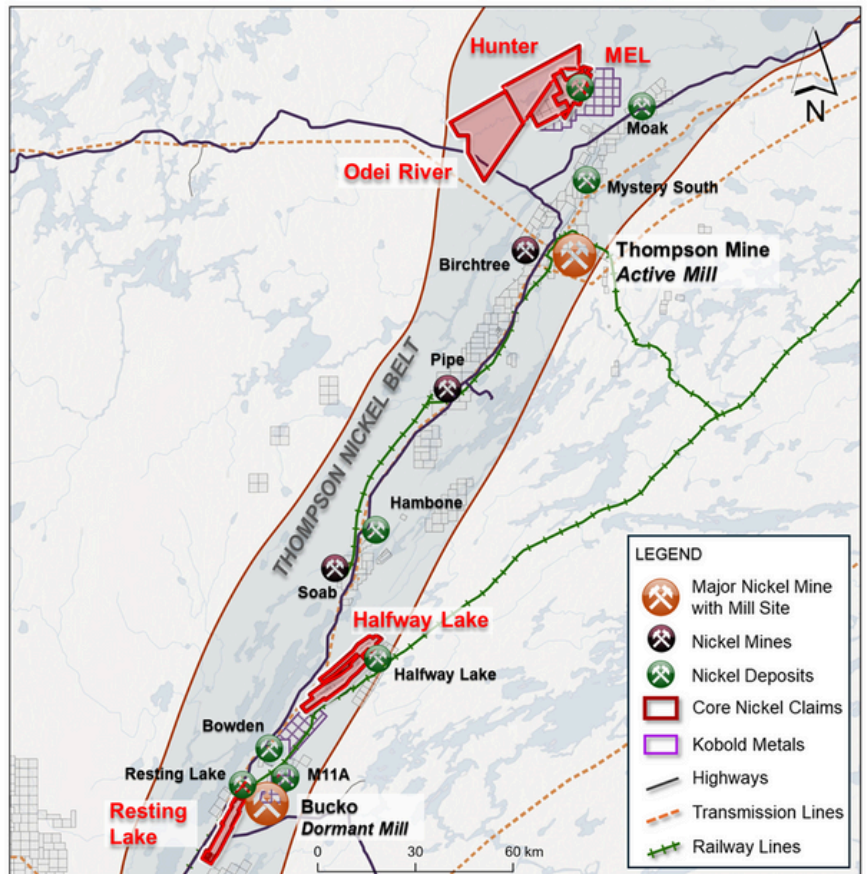 Hunter
MEL
Moak
Odei River
Mystery South
Birchtree
Thompson Mine
Active Mill
N
THOMPSON NICKEL BELT
Pipe
Hambone
Soab
Halfway Lake
Halfway Lake
Bowden
Resting Lake
M11A
Resting
Lake
Bucko
Dormant Mill
0 30 60 km
LEGEND
Major Nickel Mine
with Mill Site
Nickel Mines
Nickel Deposits
Core Nickel Claims
Kobold Metals
Highways
Transmission Lines
Railway Lines